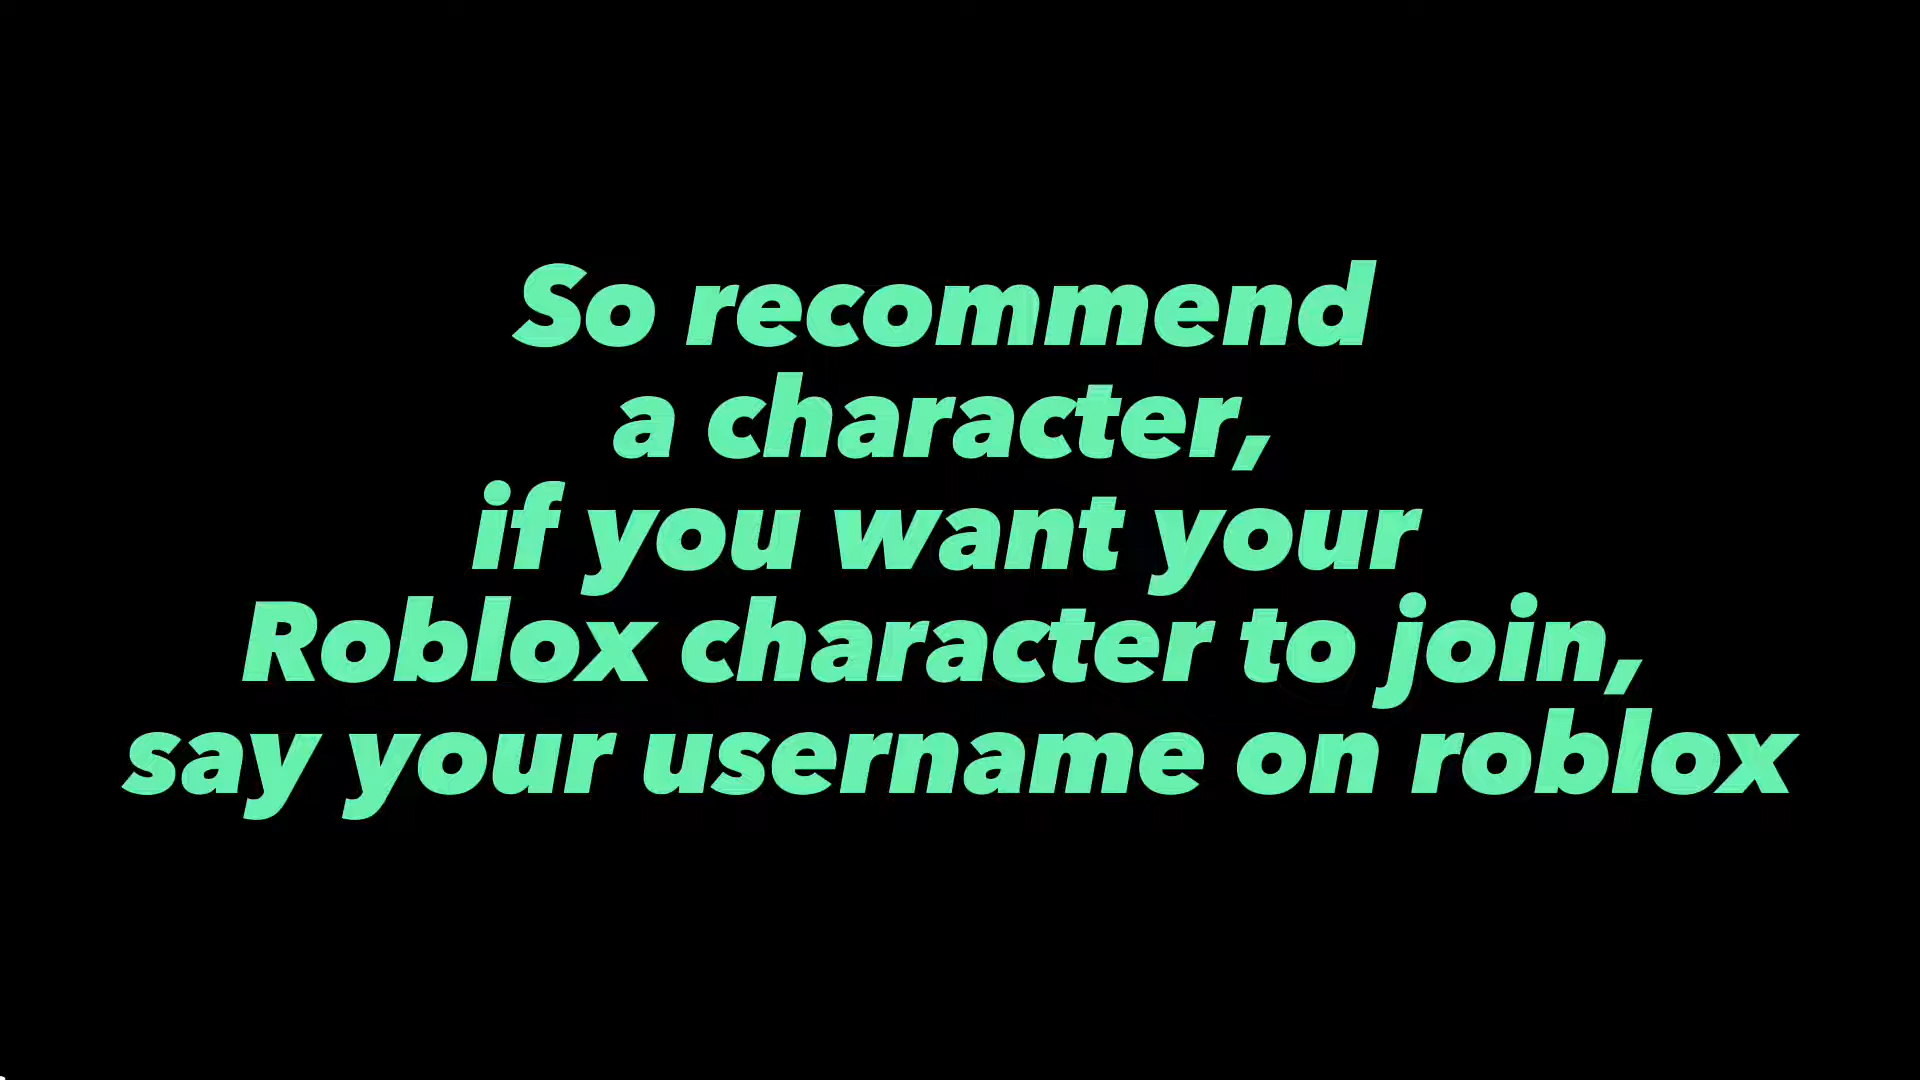 So recommend
a character,
if you want your
Roblox character to join,
say your username on roblox